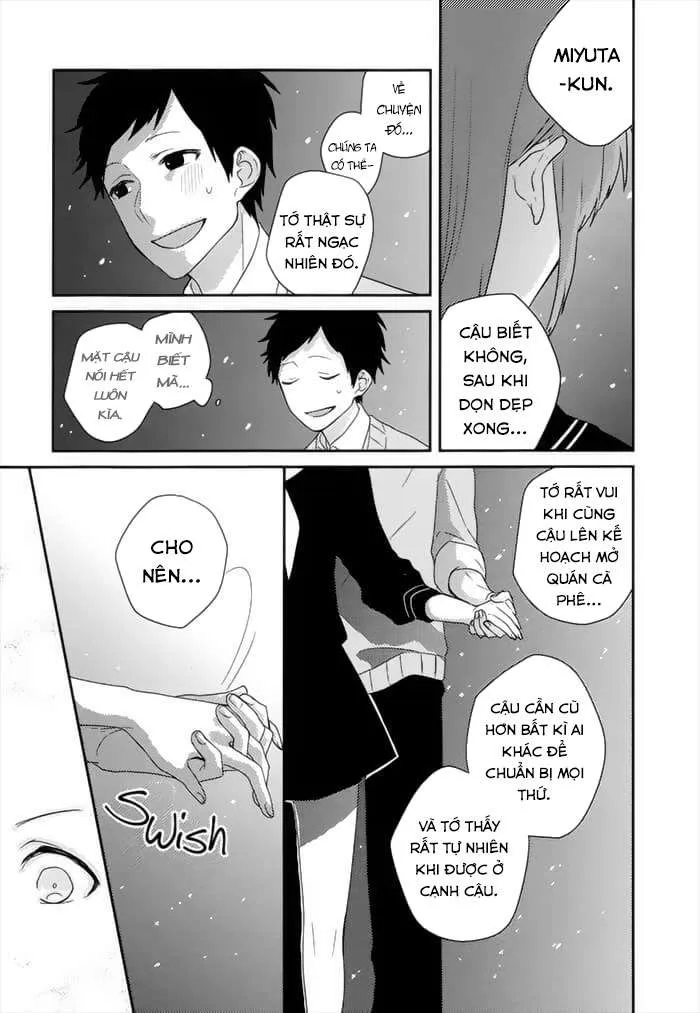 MIYUTA
-KUN.
CẬU BIẾT
KHÔNG,
SAU KHI
DỌN DẸP
XONG...
VỀ
CHUYỆN
ĐÓ...
CHÚNG TA
CÓ THỂ-
TỚ THẬT SỰ
RẤT NGẠC
NHIÊN ĐÓ.
MÌNH
BIẾT
MÃ...
MẶT CẬU
NÓI HẾT
LUÔN
KÌA.
TỚ RẤT VUI
KHI CÙNG
CẬU LÊN KẾ
HOẠCH MỞ
QUÁN CÀ
PHÊ...
CẬU CẦN CÙ
HƠN BẤT KÌ AI
KHÁC ĐỂ
CHUẨN BỊ MỌI
THỨ.
VÀ TỚ THẤY
RẤT TỰ NHIÊN
KHI ĐƯỢC Ở
CẠNH CẬU.
CHO
NÊN...
SWISH